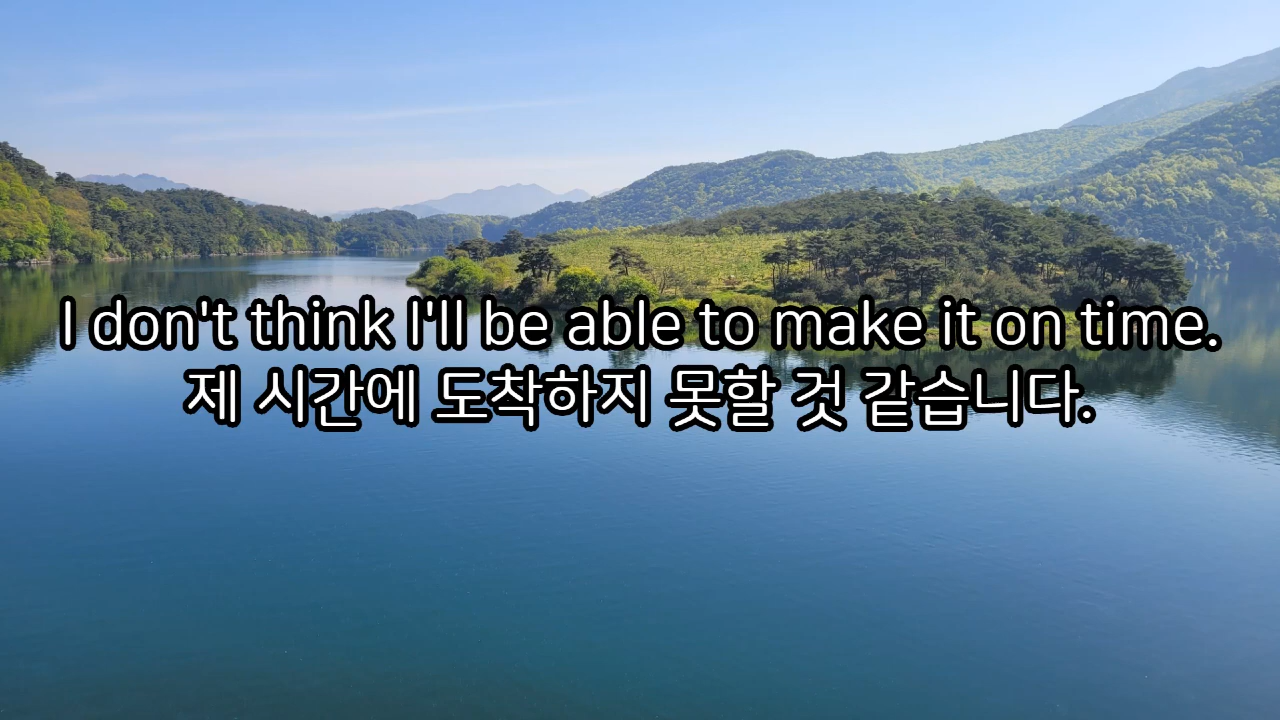 I don't think I'll be able to make it on time.
제 시간에 도착하지 못할 것 같습니다.